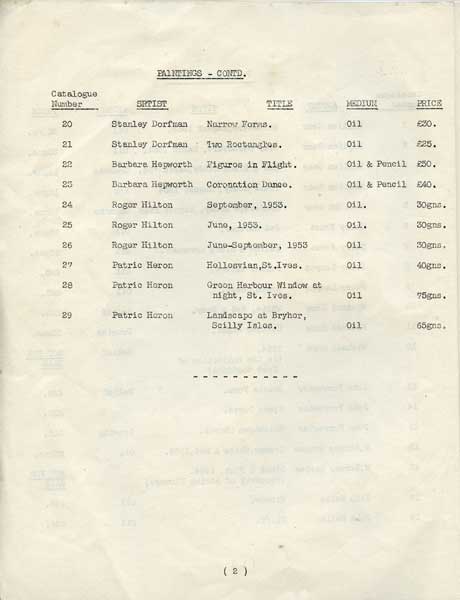 PAINTINGS - CONTD.
Catalogue
Number SRTIST TITLE MEDIUM PRICE
20 Stanley Dorfman Narrow Forms. Oil £30.
21 Stanley Dorfman Two Rectangles. Oil £25.
22 Barbara Hepworth Figures in Flight. Oil & Pencil £50.
23 Barbara Hepworth Coronation Dance. Oil & Pencil £40.
24 Roger Hilton September, 1953. Oil. 30gns.
25 Roger Hilton June, 1953. Oil. 30gns.
26 Roger Hilton June-September, 1953 Oil 30gns.
27 Patric Heron Hellesvian,St.Ives. Oil 40gns.
28 Patric Heron Green Harbour Window at
night, St. Ives. Oil 75gns.
29 Patric Heron Landscape at Bryher,
Scilly Isles. Oil 65gns.
- - - - - - - - - - -
( 2 )